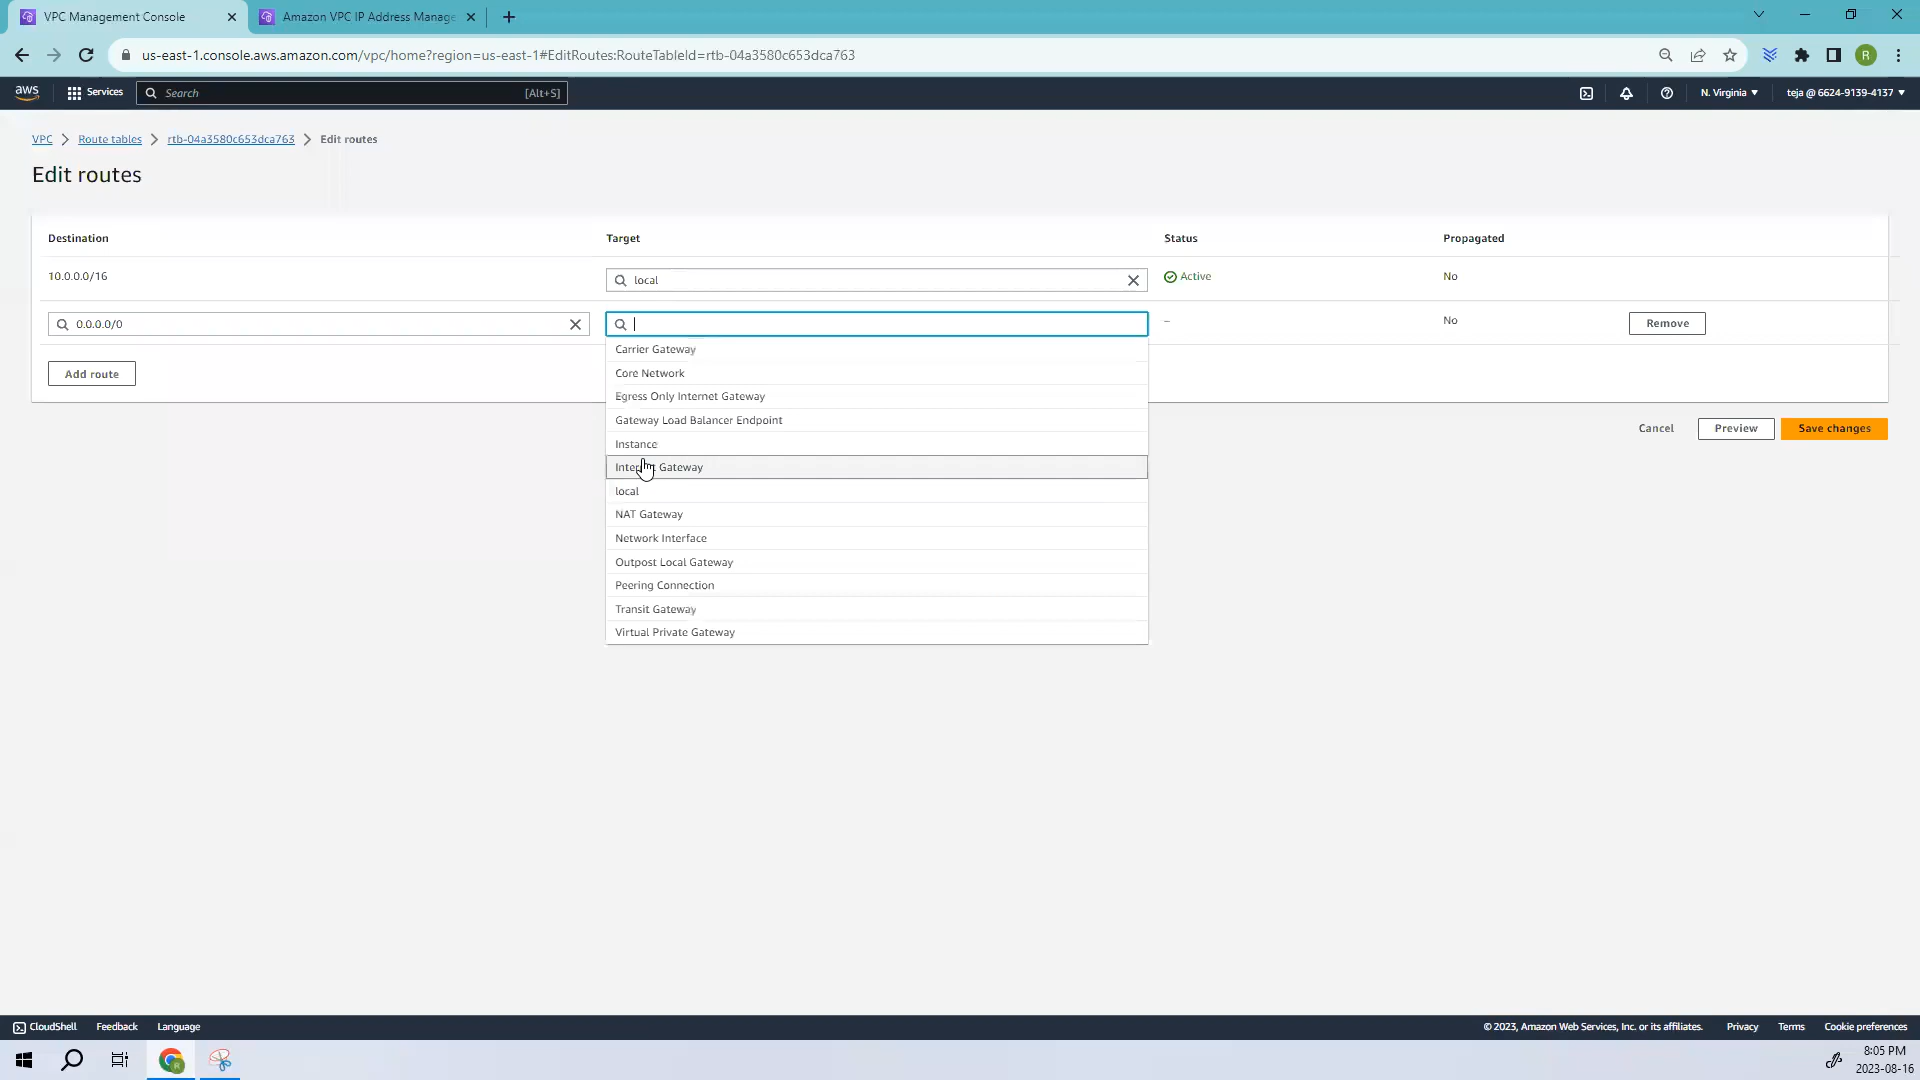 VPC Management Console
Amazon VPC IP Address Manage
us-east-1.console.aws.amazon.com/vpc/home?region=us-east-1#EditRoutes:RouteTableId=rtb-04a3580c653dca763
R
aws
Services
Search
[Alt+S]
N. Virginia
teja @ 6624-9139-4137
VPC
Route tables
rtb-04a3580c653dca763
Edit routes
Edit routes
Destination
Target
Status
Propagated
10.0.0.0/16
local
Active
No
0.0.0.0/0
–
No
Remove
Carrier Gateway
Core Network
Egress Only Internet Gateway
Gateway Load Balancer Endpoint
Instance
Internet Gateway
local
NAT Gateway
Network Interface
Outpost Local Gateway
Peering Connection
Transit Gateway
Virtual Private Gateway
Add route
Cancel
Preview
Save changes
CloudShell
Feedback
Language
© 2023, Amazon Web Services, Inc. or its affiliates.
Privacy
Terms
Cookie preferences
8:05 PM
2023-08-16